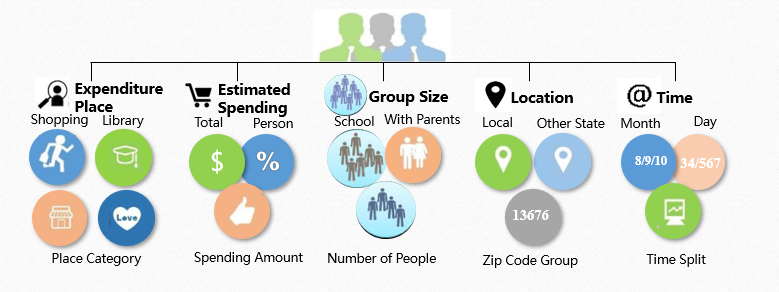 Expenditure
Place
Estimated
Spending
Group Size
Location
@ Time
Shopping
Library
Total
Person
School
With Parents
Local
Other State
Month
Day
$
%
8/9/10
34/567
Love
13676
Place Category
Spending Amount
Number of People
Zip Code Group
Time Split